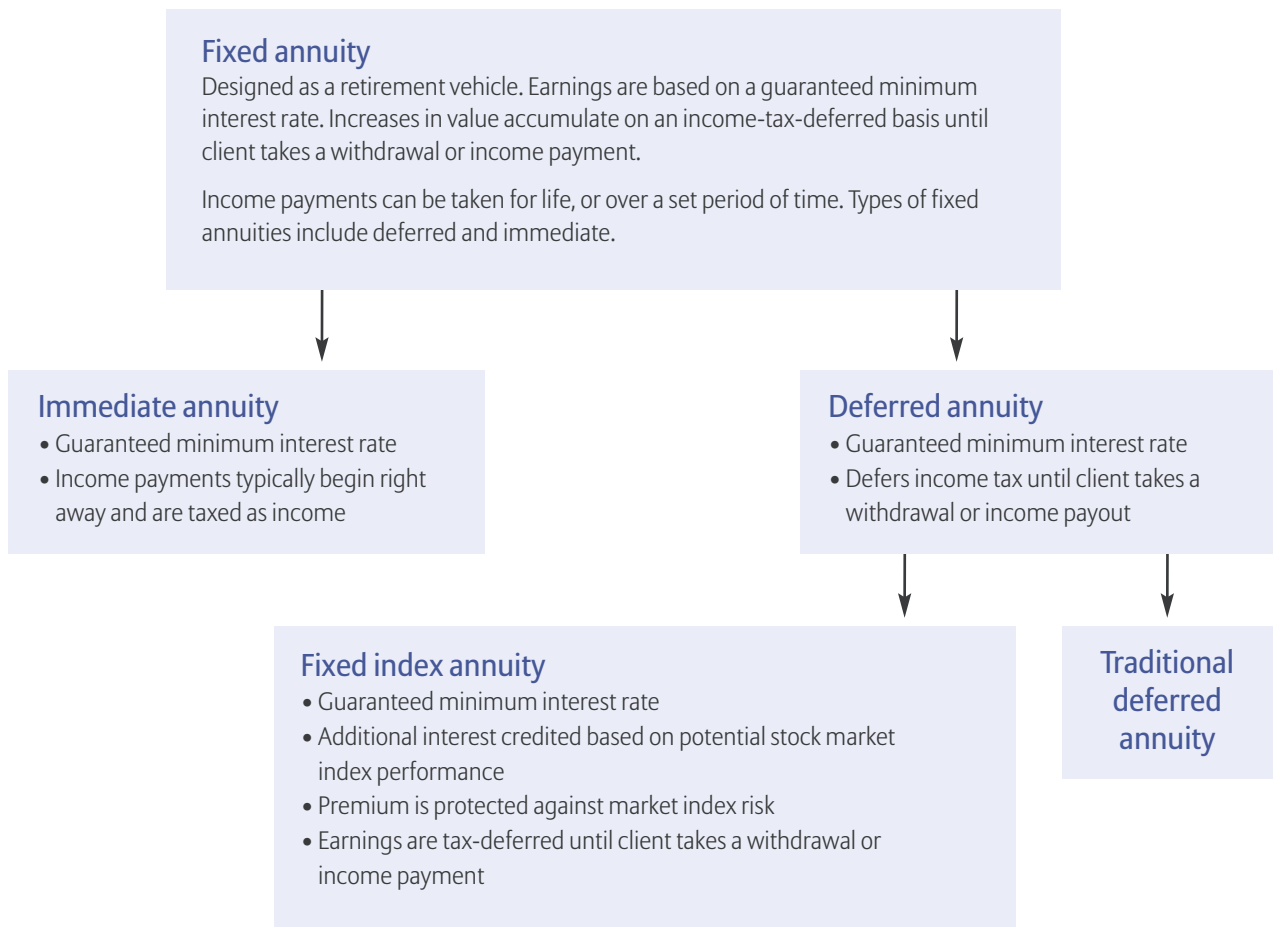 Fixed annuity
Designed as a retirement vehicle. Earnings are based on a guaranteed minimum
interest rate. Increases in value accumulate on an income-tax-deferred basis until
client takes a withdrawal or income payment.
Income payments can be taken for life, or over a set period of time. Types of fixed
annuities include deferred and immediate.
Immediate annuity
• Guaranteed minimum interest rate
• Income payments typically begin right
away and are taxed as income
Deferred annuity
• Guaranteed minimum interest rate
• Defers income tax until client takes a
withdrawal or income payout
Fixed index annuity
• Guaranteed minimum interest rate
• Additional interest credited based on potential stock market
index performance
• Premium is protected against market index risk
• Earnings are tax-deferred until client takes a withdrawal or
income payment
Traditional
deferred
annuity